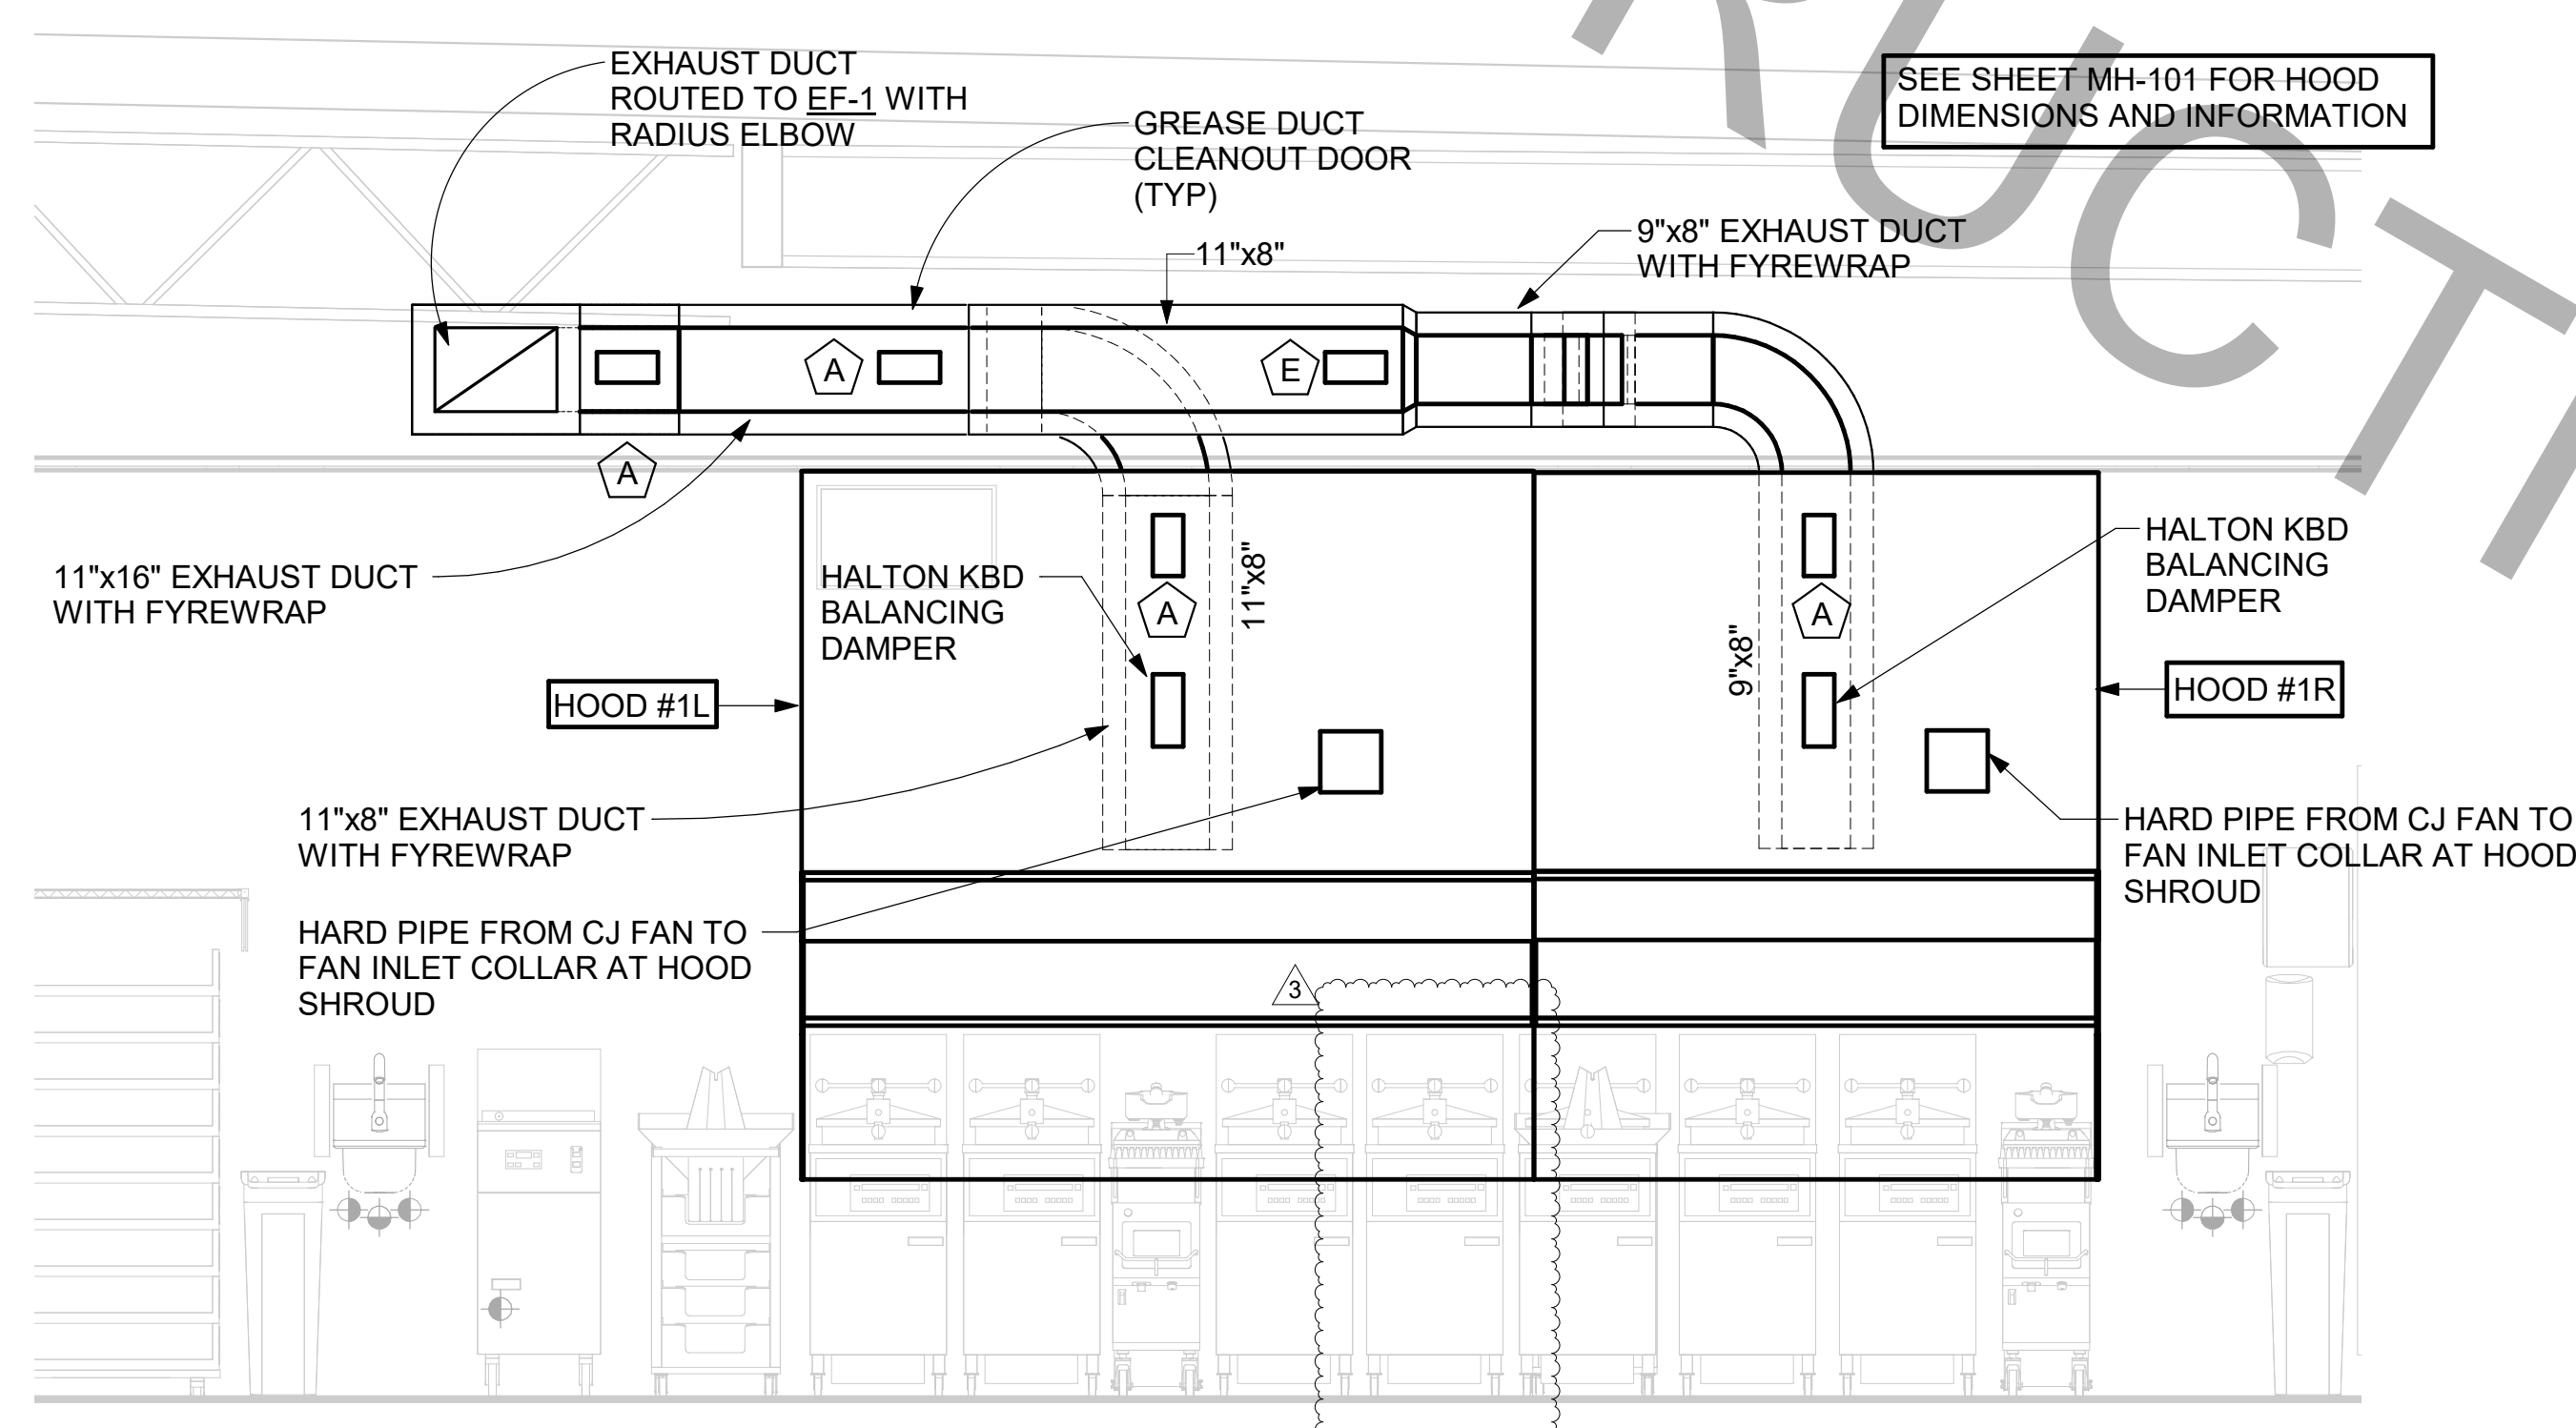 EXHAUST DUCT
ROUTED TO EF-1 WITH
RADIUS ELBOW
GREASE DUCT
CLEANOUT DOOR
(TYP)
SEE SHEET MH-101 FOR HOOD
DIMENSIONS AND INFORMATION
11"x8"
9"x8" EXHAUST DUCT
WITH FYREWRAP
A
E
A
11"x16" EXHAUST DUCT
WITH FYREWRAP
HALTON KBD
BALANCING
DAMPER
A
11"x8"
9"x8"
A
HALTON KBD
BALANCING
DAMPER
HOOD #1L
HOOD #1R
11"x8" EXHAUST DUCT
WITH FYREWRAP
HARD PIPE FROM CJ FAN TO
FAN INLET COLLAR AT HOOD
SHROUD
HARD PIPE FROM CJ FAN TO
FAN INLET COLLAR AT HOOD
SHROUD
3
RUCTI